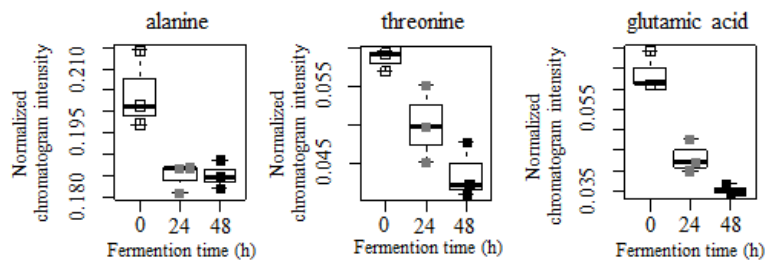 alanine
Normalized
chromatogram intensity
0.210
0.195
0.180
0 24 48
Fermention time (h)
threonine
Normalized
chromatogram intensity
0.055
0.045
0 24 48
Fermention time (h)
glutamic acid
Normalized
chromatogram intensity
0.055
0.035
0 24 48
Fermention time (h)